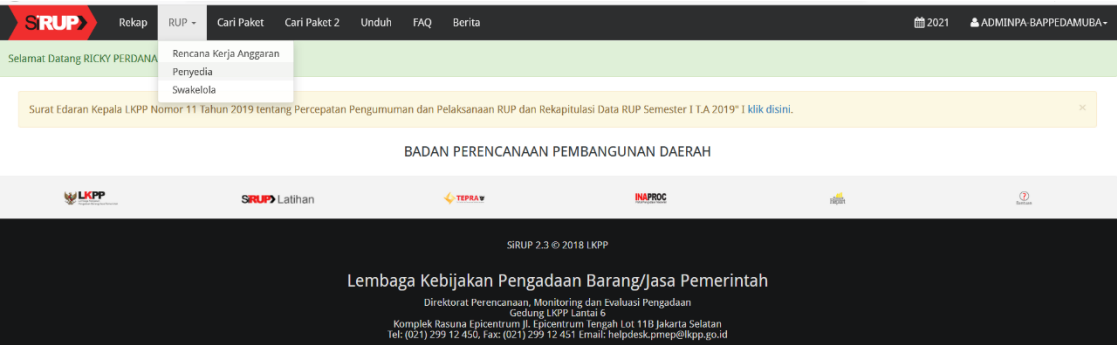 SiRUP
Rekap
RUP
Cari Paket
Cari Paket 2
Unduh
FAQ
Berita
2021
ADMINPA-BAPPEDAMUBA
Selamat Datang RICKY PERDANA
Rencana Kerja Anggaran
Penyedia
Swakelola
Surat Edaran Kepala LKPP Nomor 11 Tahun 2019 tentang Percepatan Pengumuman dan Pelaksanaan RUP dan Rekapitulasi Data RUP Semester I T.A 2019" I klik disini.
×
BADAN PERENCANAAN PEMBANGUNAN DAERAH
LKPP
SiRUP Latihan
TEPRA
INAPROC
SiRUP 2.3 © 2018 LKPP
Lembaga Kebijakan Pengadaan Barang/Jasa Pemerintah
Direktorat Perencanaan, Monitoring dan Evaluasi Pengadaan
Gedung LKPP Lantai 6
Komplek Rasuna Epicentrum Jl. Epicentrum Tengah Lot 11B Jakarta Selatan
Tel: (021) 299 12 450, Fax: (021) 299 12 451 Email: helpdesk.pmep@lkpp.go.id